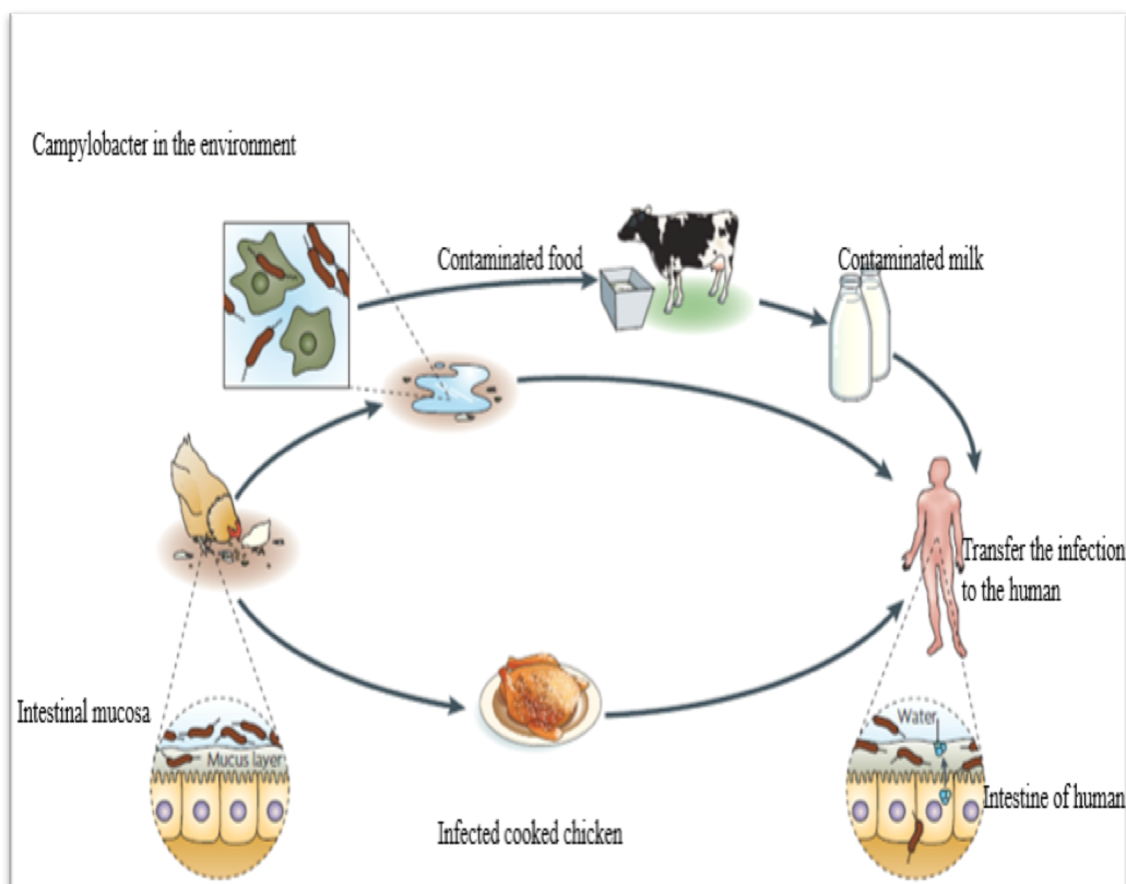 Campylobacter in the environment
Contaminated food
Contaminated milk
Transfer the infection
to the human
Intestinal mucosa
Mucus layer
Water
Intestine of human
Infected cooked chicken